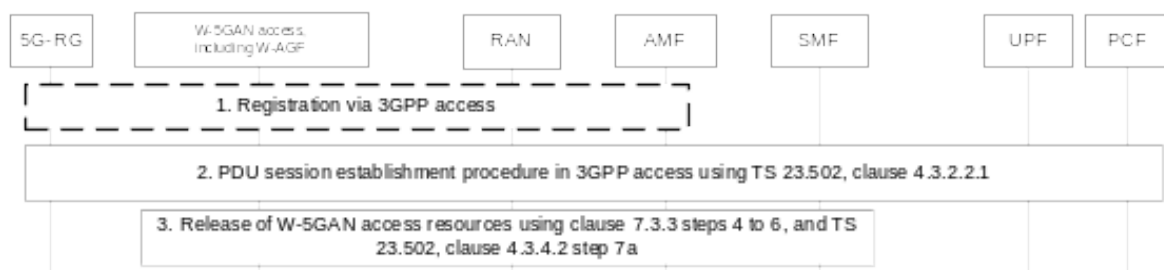 5G-RG
W-5GAN access,
including W-AGF
RAN
AMF
SMF
UPF
PCF
1. Registration via 3GPP access
2. PDU session establishment procedure in 3GPP access using TS 23.502, clause 4.3.2.2.1
3. Release of W-5GAN access resources using clause 7.3.3 steps 4 to 6, and TS
23.502, clause 4.3.4.2 step 7a